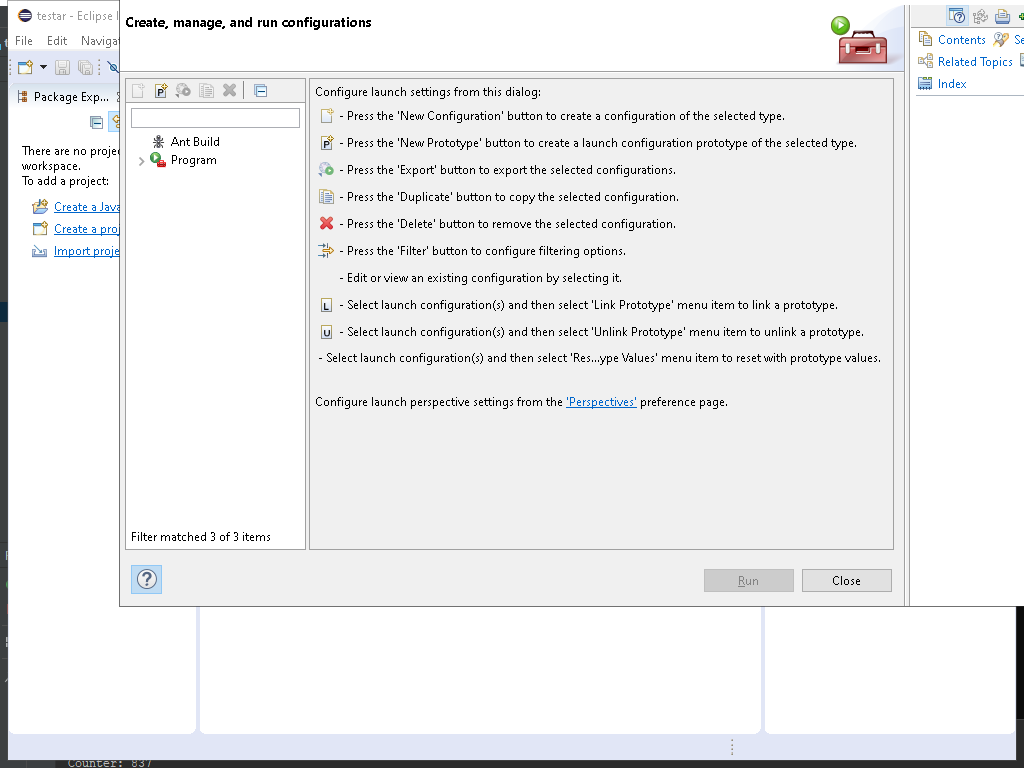 testar - Eclipse
File Edit
Package Exp...
There are no
workspace.
To add a project:
Create a
Create a
Import
Create, manage, and run configurations
P
Ant Build
Program
Filter matched 3 of 3 items
Configure launch settings from this dialog:
- Press the 'New Configuration' button to create a configuration of the selected type.
P - Press the 'New Prototype' button to create a launch configuration prototype of the selected type.
- Press the 'Export' button to export the selected configurations.
- Press the 'Duplicate' button to copy the selected configuration.
- Press the 'Delete' button to remove the selected configuration.
- Press the 'Filter' button to configure filtering options.
- Edit or view an existing configuration by selecting it.
L - Select launch configuration(s) and then select 'Link Prototype' menu item to link a prototype.
U - Select launch configuration(s) and then select 'Unlink Prototype' menu item to unlink a prototype.
- Select launch configuration(s) and then select 'Res...ype Values' menu item to reset with prototype values.
Configure launch perspective settings from the 'Perspectives' preference page.
?
Run Close
Contents
Related Topics
Index
Counter: 837